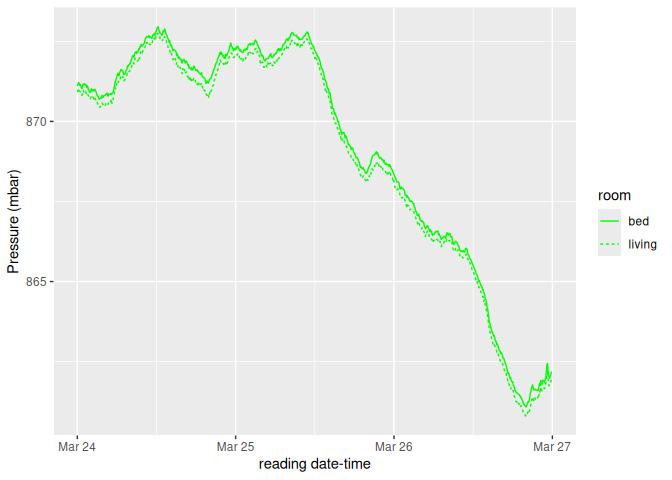 Pressure (mbar)
870
865
Mar 24
Mar 25
Mar 26
Mar 27
reading date-time
room
bed
living